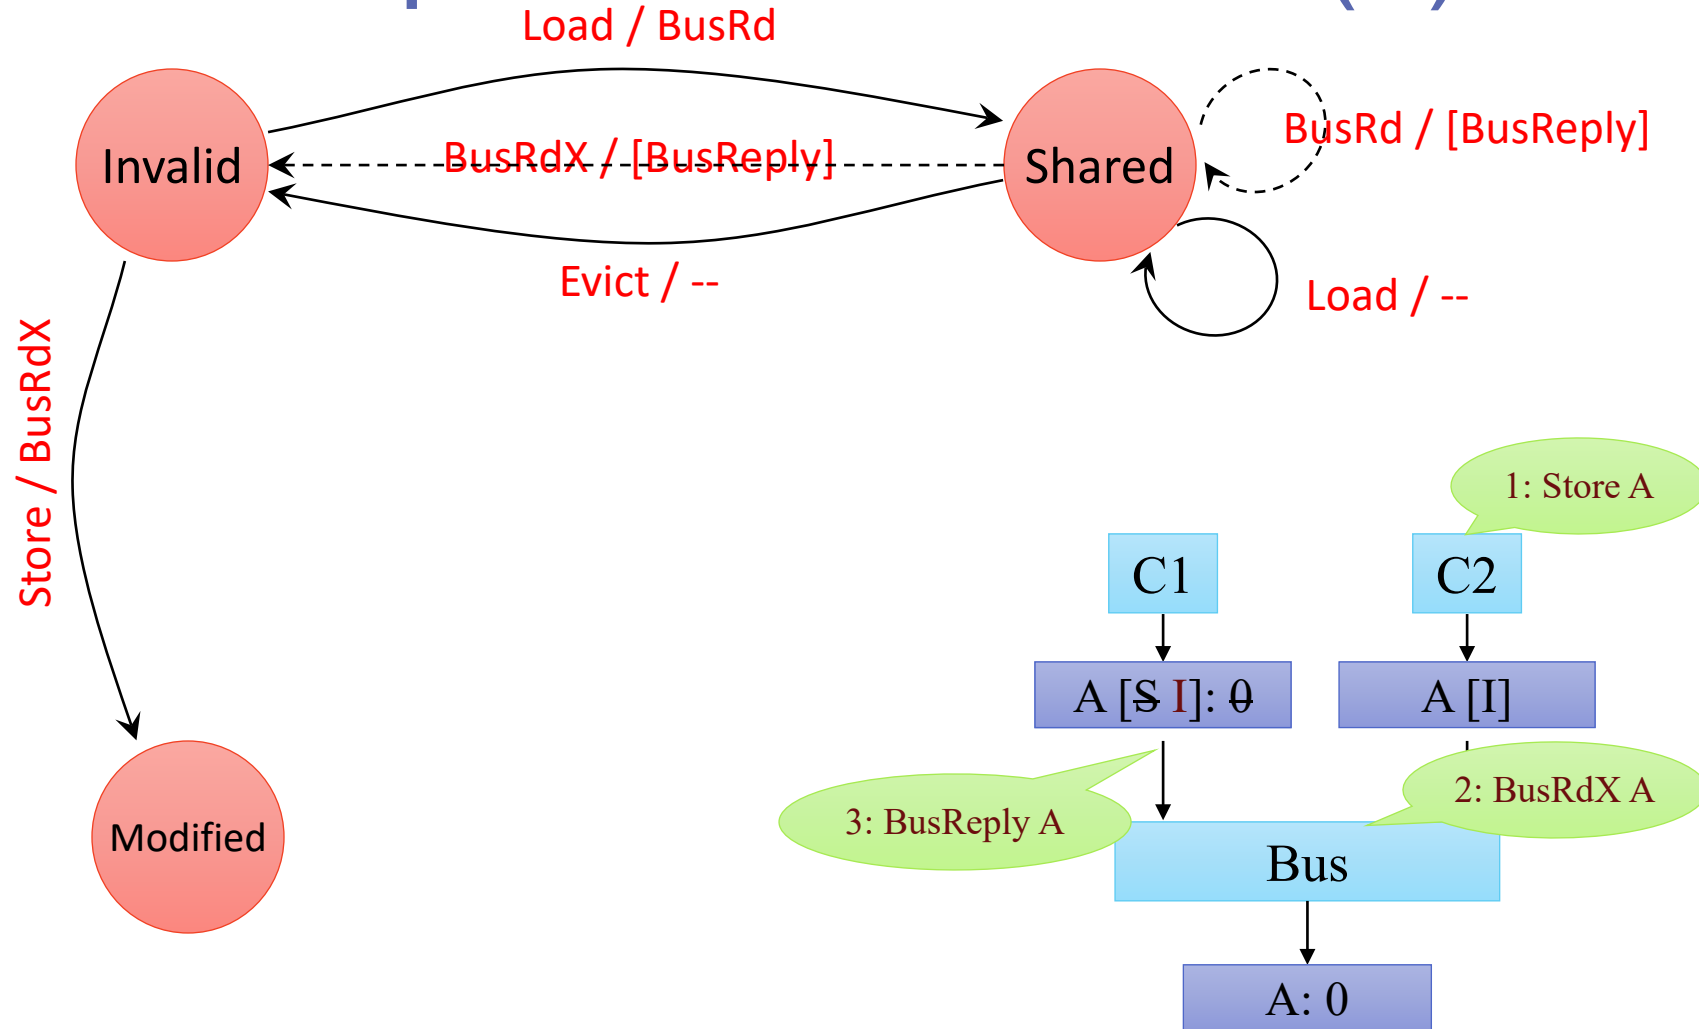 Load / BusRd
Invalid
BusRdX / [BusReply]
Shared
BusRd / [BusReply]
Evict / --
Load / --
Store / BusRdX
Modified
1: Store A
C1
C2
A [S I]: 0
A [I]
2: BusRdX A
3: BusReply A
Bus
A: 0